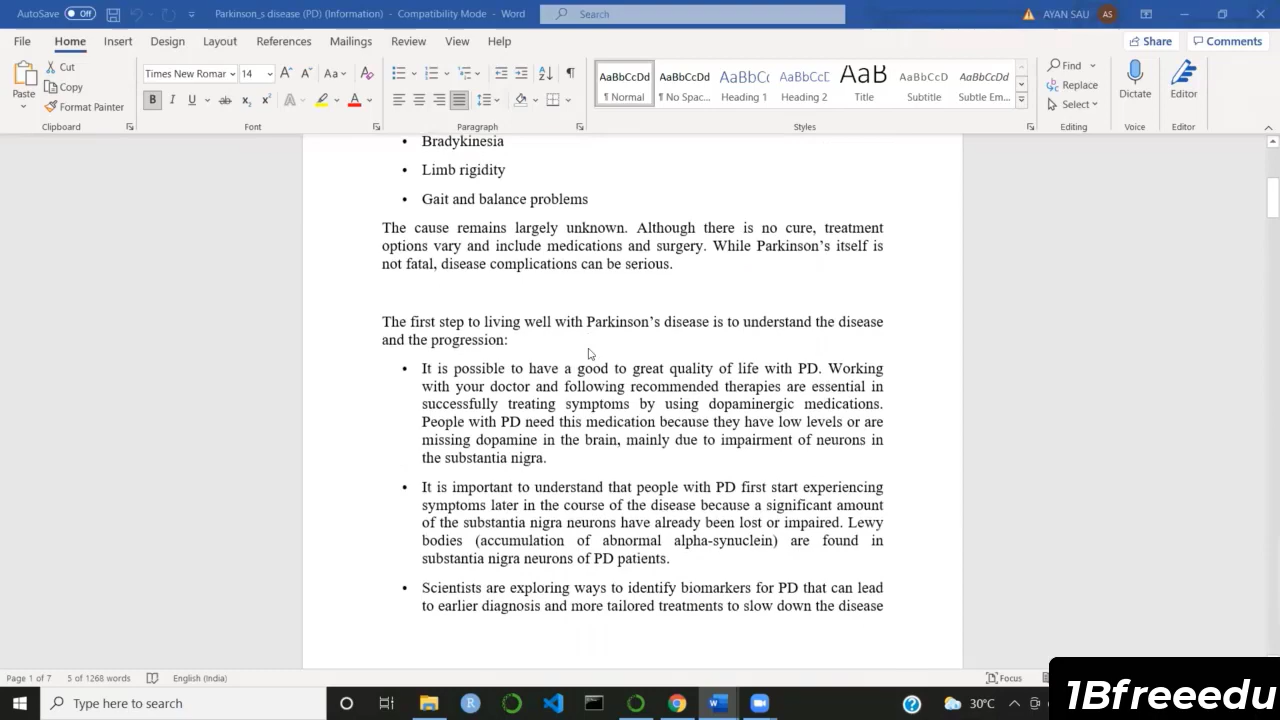 AutoSave Off Parkinson_s disease (PD) (Information) - Compatibility Mode - Word Search AYAN SAU AS
File Home Insert Design Layout References Mailings Review View Help Share Comments
Paste Cut Copy Format Painter
Times New Romar 14 A A Aa A
B I U ab x₂ x² A A
AaBbCcDd AaBbCcDd AaBbCc AaBbCcD AaB AaBbCcD AaBbCcDd
¶ Normal ¶ No Spac... Heading 1 Heading 2 Title Subtitle Subtle Em...
Find Replace Select Dictate Editor
Clipboard Font Paragraph Styles Editing Voice Editor
• Bradykinesia
• Limb rigidity
• Gait and balance problems
The cause remains largely unknown. Although there is no cure, treatment
options vary and include medications and surgery. While Parkinson’s itself is
not fatal, disease complications can be serious.
The first step to living well with Parkinson’s disease is to understand the disease
and the progression:
• It is possible to have a good to great quality of life with PD. Working
with your doctor and following recommended therapies are essential in
successfully treating symptoms by using dopaminergic medications.
People with PD need this medication because they have low levels or are
missing dopamine in the brain, mainly due to impairment of neurons in
the substantia nigra.
• It is important to understand that people with PD first start experiencing
symptoms later in the course of the disease because a significant amount
of the substantia nigra neurons have already been lost or impaired. Lewy
bodies (accumulation of abnormal alpha-synuclein) are found in
substantia nigra neurons of PD patients.
• Scientists are exploring ways to identify biomarkers for PD that can lead
to earlier diagnosis and more tailored treatments to slow down the disease
Page 1 of 7 5 of 1268 words English (India) Focus
Type here to search 30°C
1Bfreeedu